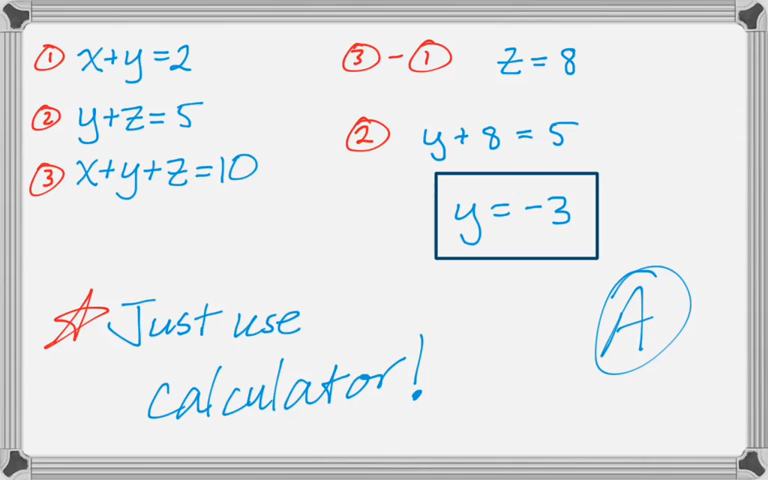 ① x+y=2
② y+z=5
③ x+y+z=10
③-① z=8
② y+8=5
y=-3
Just use
calculator!
A